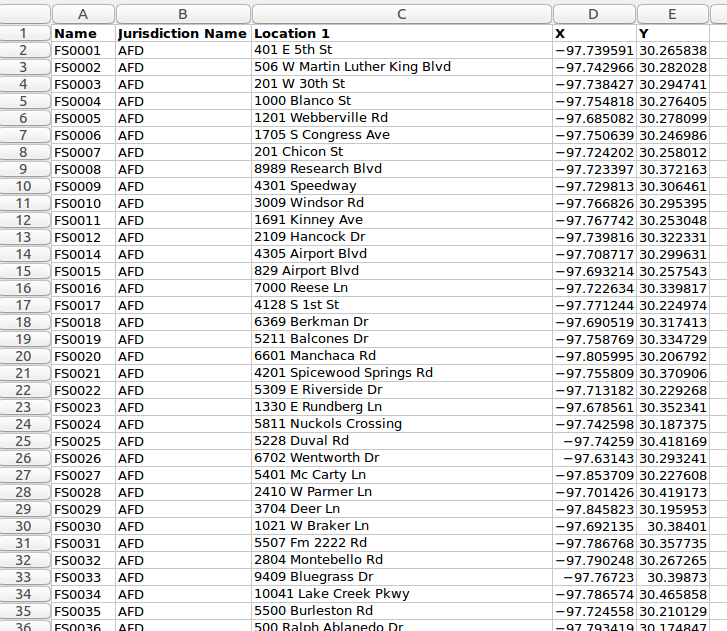 A B C D E
1 Name Jurisdiction Name Location 1 X Y
2 FS0001 AFD 401 E 5th St −97.739591 30.265838
3 FS0002 AFD 506 W Martin Luther King Blvd −97.742966 30.282028
4 FS0003 AFD 201 W 30th St −97.738427 30.294741
5 FS0004 AFD 1000 Blanco St −97.754818 30.276405
6 FS0005 AFD 1201 Webberville Rd −97.685082 30.278099
7 FS0006 AFD 1705 S Congress Ave −97.750639 30.246986
8 FS0007 AFD 201 Chicon St −97.724202 30.258012
9 FS0008 AFD 8989 Research Blvd −97.723397 30.372163
10 FS0009 AFD 4301 Speedway −97.729813 30.306461
11 FS0010 AFD 3009 Windsor Rd −97.766826 30.295395
12 FS0011 AFD 1691 Kinney Ave −97.767742 30.253048
13 FS0012 AFD 2109 Hancock Dr −97.739816 30.322331
14 FS0014 AFD 4305 Airport Blvd −97.708717 30.299631
15 FS0015 AFD 829 Airport Blvd −97.693214 30.257543
16 FS0016 AFD 7000 Reese Ln −97.722634 30.339817
17 FS0017 AFD 4128 S 1st St −97.771244 30.224974
18 FS0018 AFD 6369 Berkman Dr −97.690519 30.317413
19 FS0019 AFD 5211 Balcones Dr −97.758769 30.334729
20 FS0020 AFD 6601 Manchaca Rd −97.805995 30.206792
21 FS0021 AFD 4201 Spicewood Springs Rd −97.755809 30.370906
22 FS0022 AFD 5309 E Riverside Dr −97.713182 30.229268
23 FS0023 AFD 1330 E Rundberg Ln −97.678561 30.352341
24 FS0024 AFD 5811 Nuckols Crossing −97.742598 30.187375
25 FS0025 AFD 5228 Duval Rd −97.74259 30.418169
26 FS0026 AFD 6702 Wentworth Dr −97.63143 30.293241
27 FS0027 AFD 5401 Mc Carty Ln −97.853709 30.227608
28 FS0028 AFD 2410 W Parmer Ln −97.701426 30.419173
29 FS0029 AFD 3704 Deer Ln −97.845823 30.195953
30 FS0030 AFD 1021 W Braker Ln −97.692135 30.38401
31 FS0031 AFD 5507 Fm 2222 Rd −97.786768 30.357735
32 FS0032 AFD 2804 Montebello Rd −97.790248 30.267265
33 FS0033 AFD 9409 Bluegrass Dr −97.76723 30.39873
34 FS0034 AFD 10041 Lake Creek Pkwy −97.786574 30.465858
35 FS0035 AFD 5500 Burleston Rd −97.724558 30.210129
36 FS0036 AFD 500 Ralph Ablanedo Dr −97.793419 30.174847